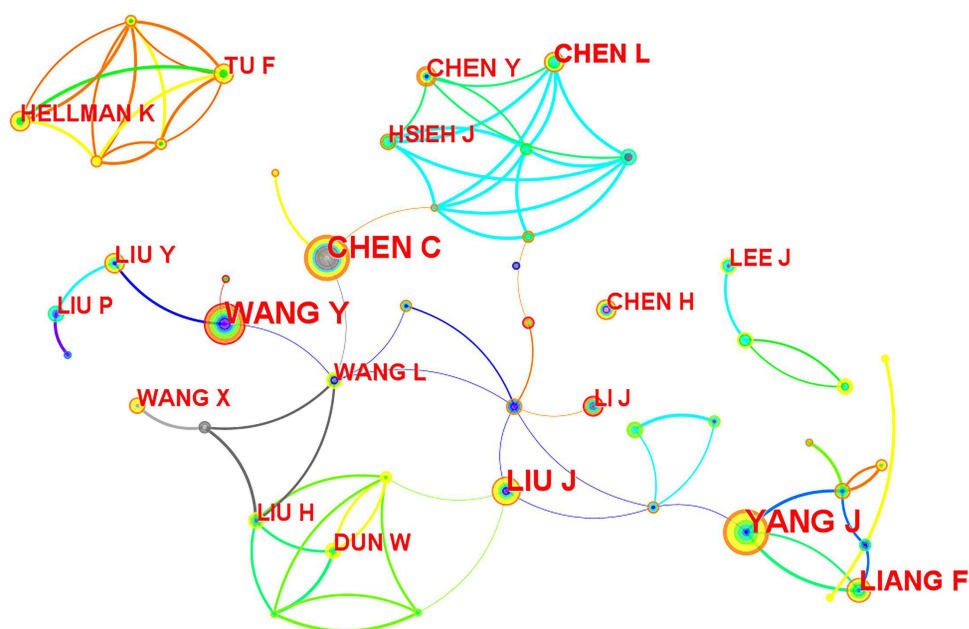 CHEN L
TU F
CHEN Y
HELLMAN K
HSIEH J
CHEN C
LIU Y
LEE J
LIU P
WANG Y
CHEN H
WANG L
WANG X
LI J
LIU J
LIU H
YANG J
DUN W
LIANG F